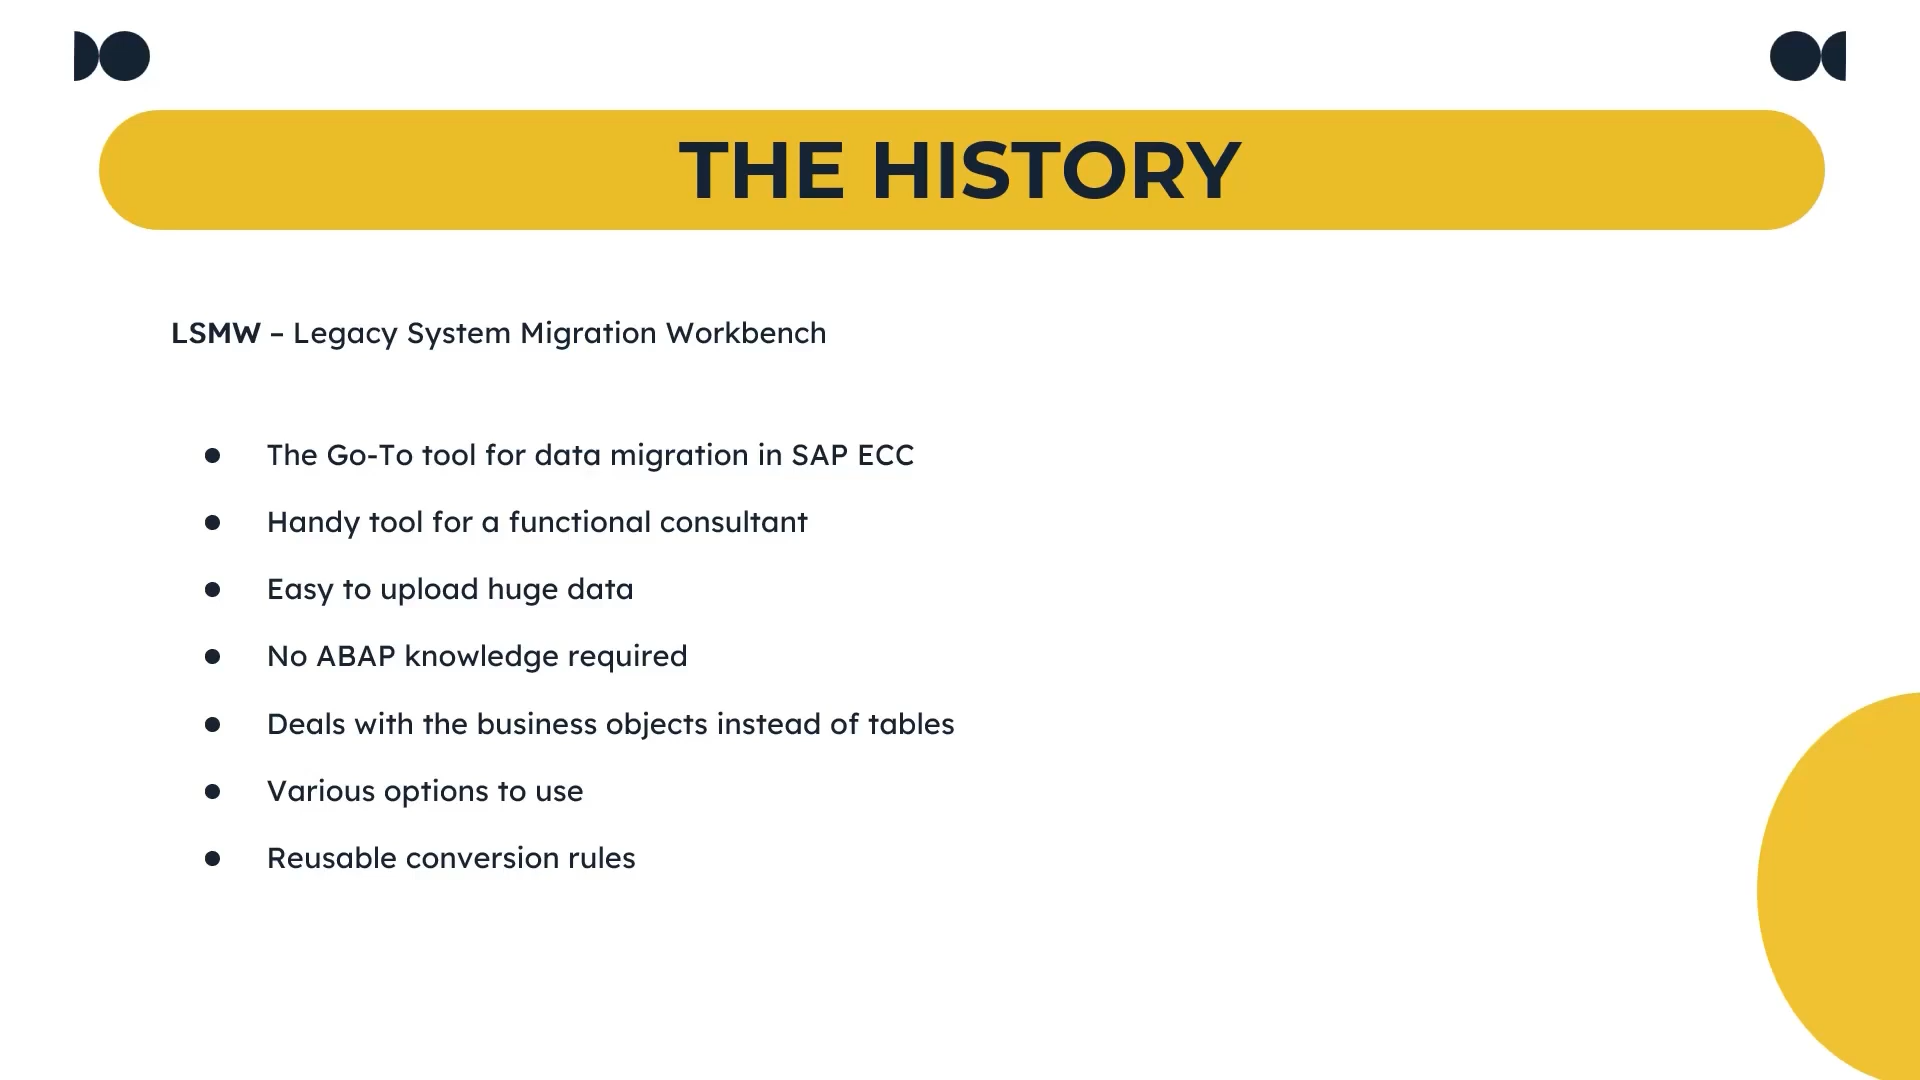 THE HISTORY
LSMW – Legacy System Migration Workbench
● The Go-To tool for data migration in SAP ECC
● Handy tool for a functional consultant
● Easy to upload huge data
● No ABAP knowledge required
● Deals with the business objects instead of tables
● Various options to use
● Reusable conversion rules